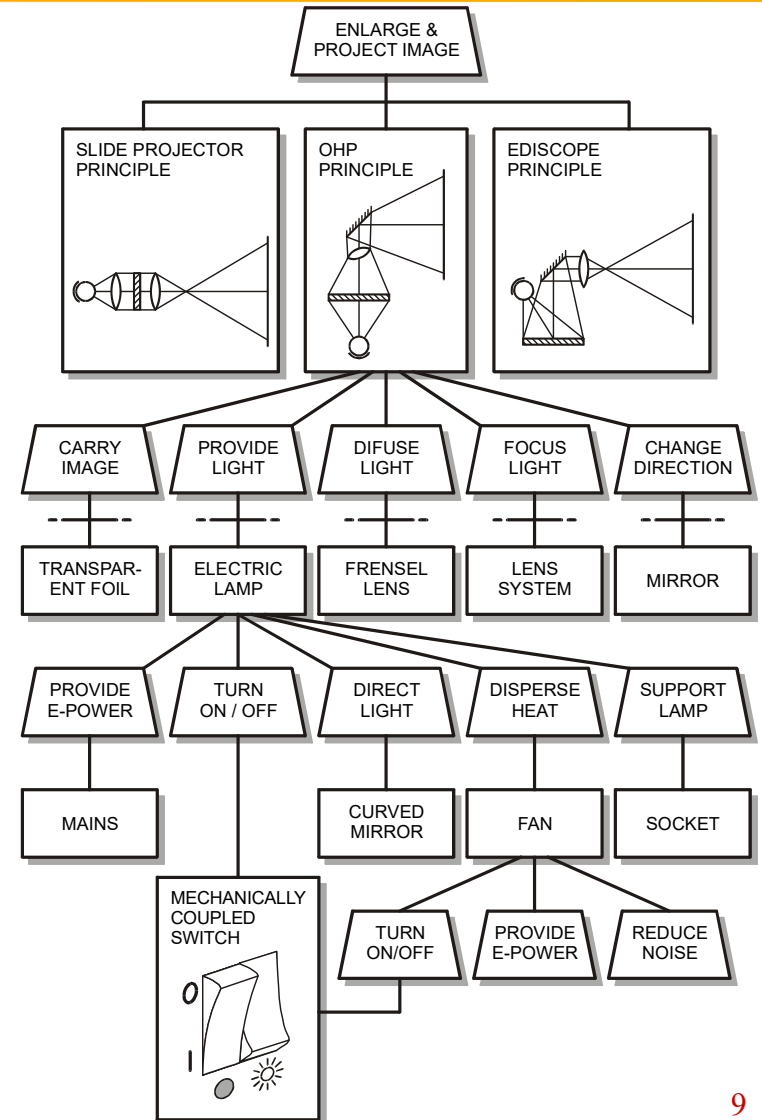 ENLARGE &
PROJECT IMAGE
SLIDE PROJECTOR
PRINCIPLE
OHP
PRINCIPLE
EDISCOPE
PRINCIPLE
CARRY
IMAGE
PROVIDE
LIGHT
DIFUSE
LIGHT
FOCUS
LIGHT
CHANGE
DIRECTION
TRANSPAR-
ENT FOIL
ELECTRIC
LAMP
FRENSEL
LENS
LENS
SYSTEM
MIRROR
PROVIDE
E-POWER
TURN
ON / OFF
DIRECT
LIGHT
DISPERSE
HEAT
SUPPORT
LAMP
MAINS
CURVED
MIRROR
FAN
SOCKET
MECHANICALLY
COUPLED
SWITCH
TURN
ON/OFF
PROVIDE
E-POWER
REDUCE
NOISE
O
I
9